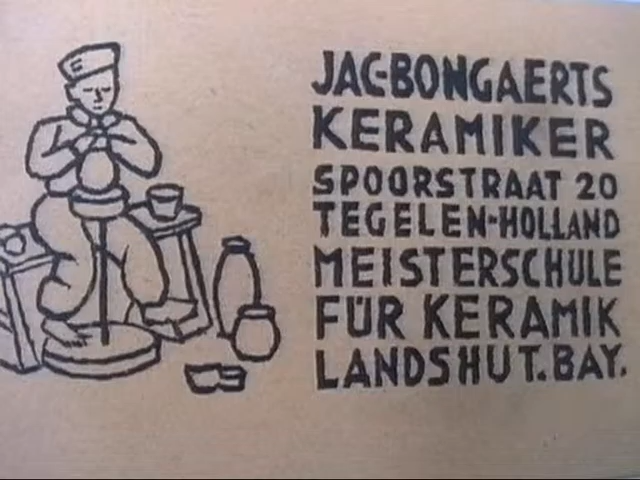 JAC-BONGAERTS
KERAMIKER
SPOORSTRAAT 20
TEGELEN-HOLLAND
MEISTERSCHULE
FÜR KERAMIK
LANDSHUT.BAY.